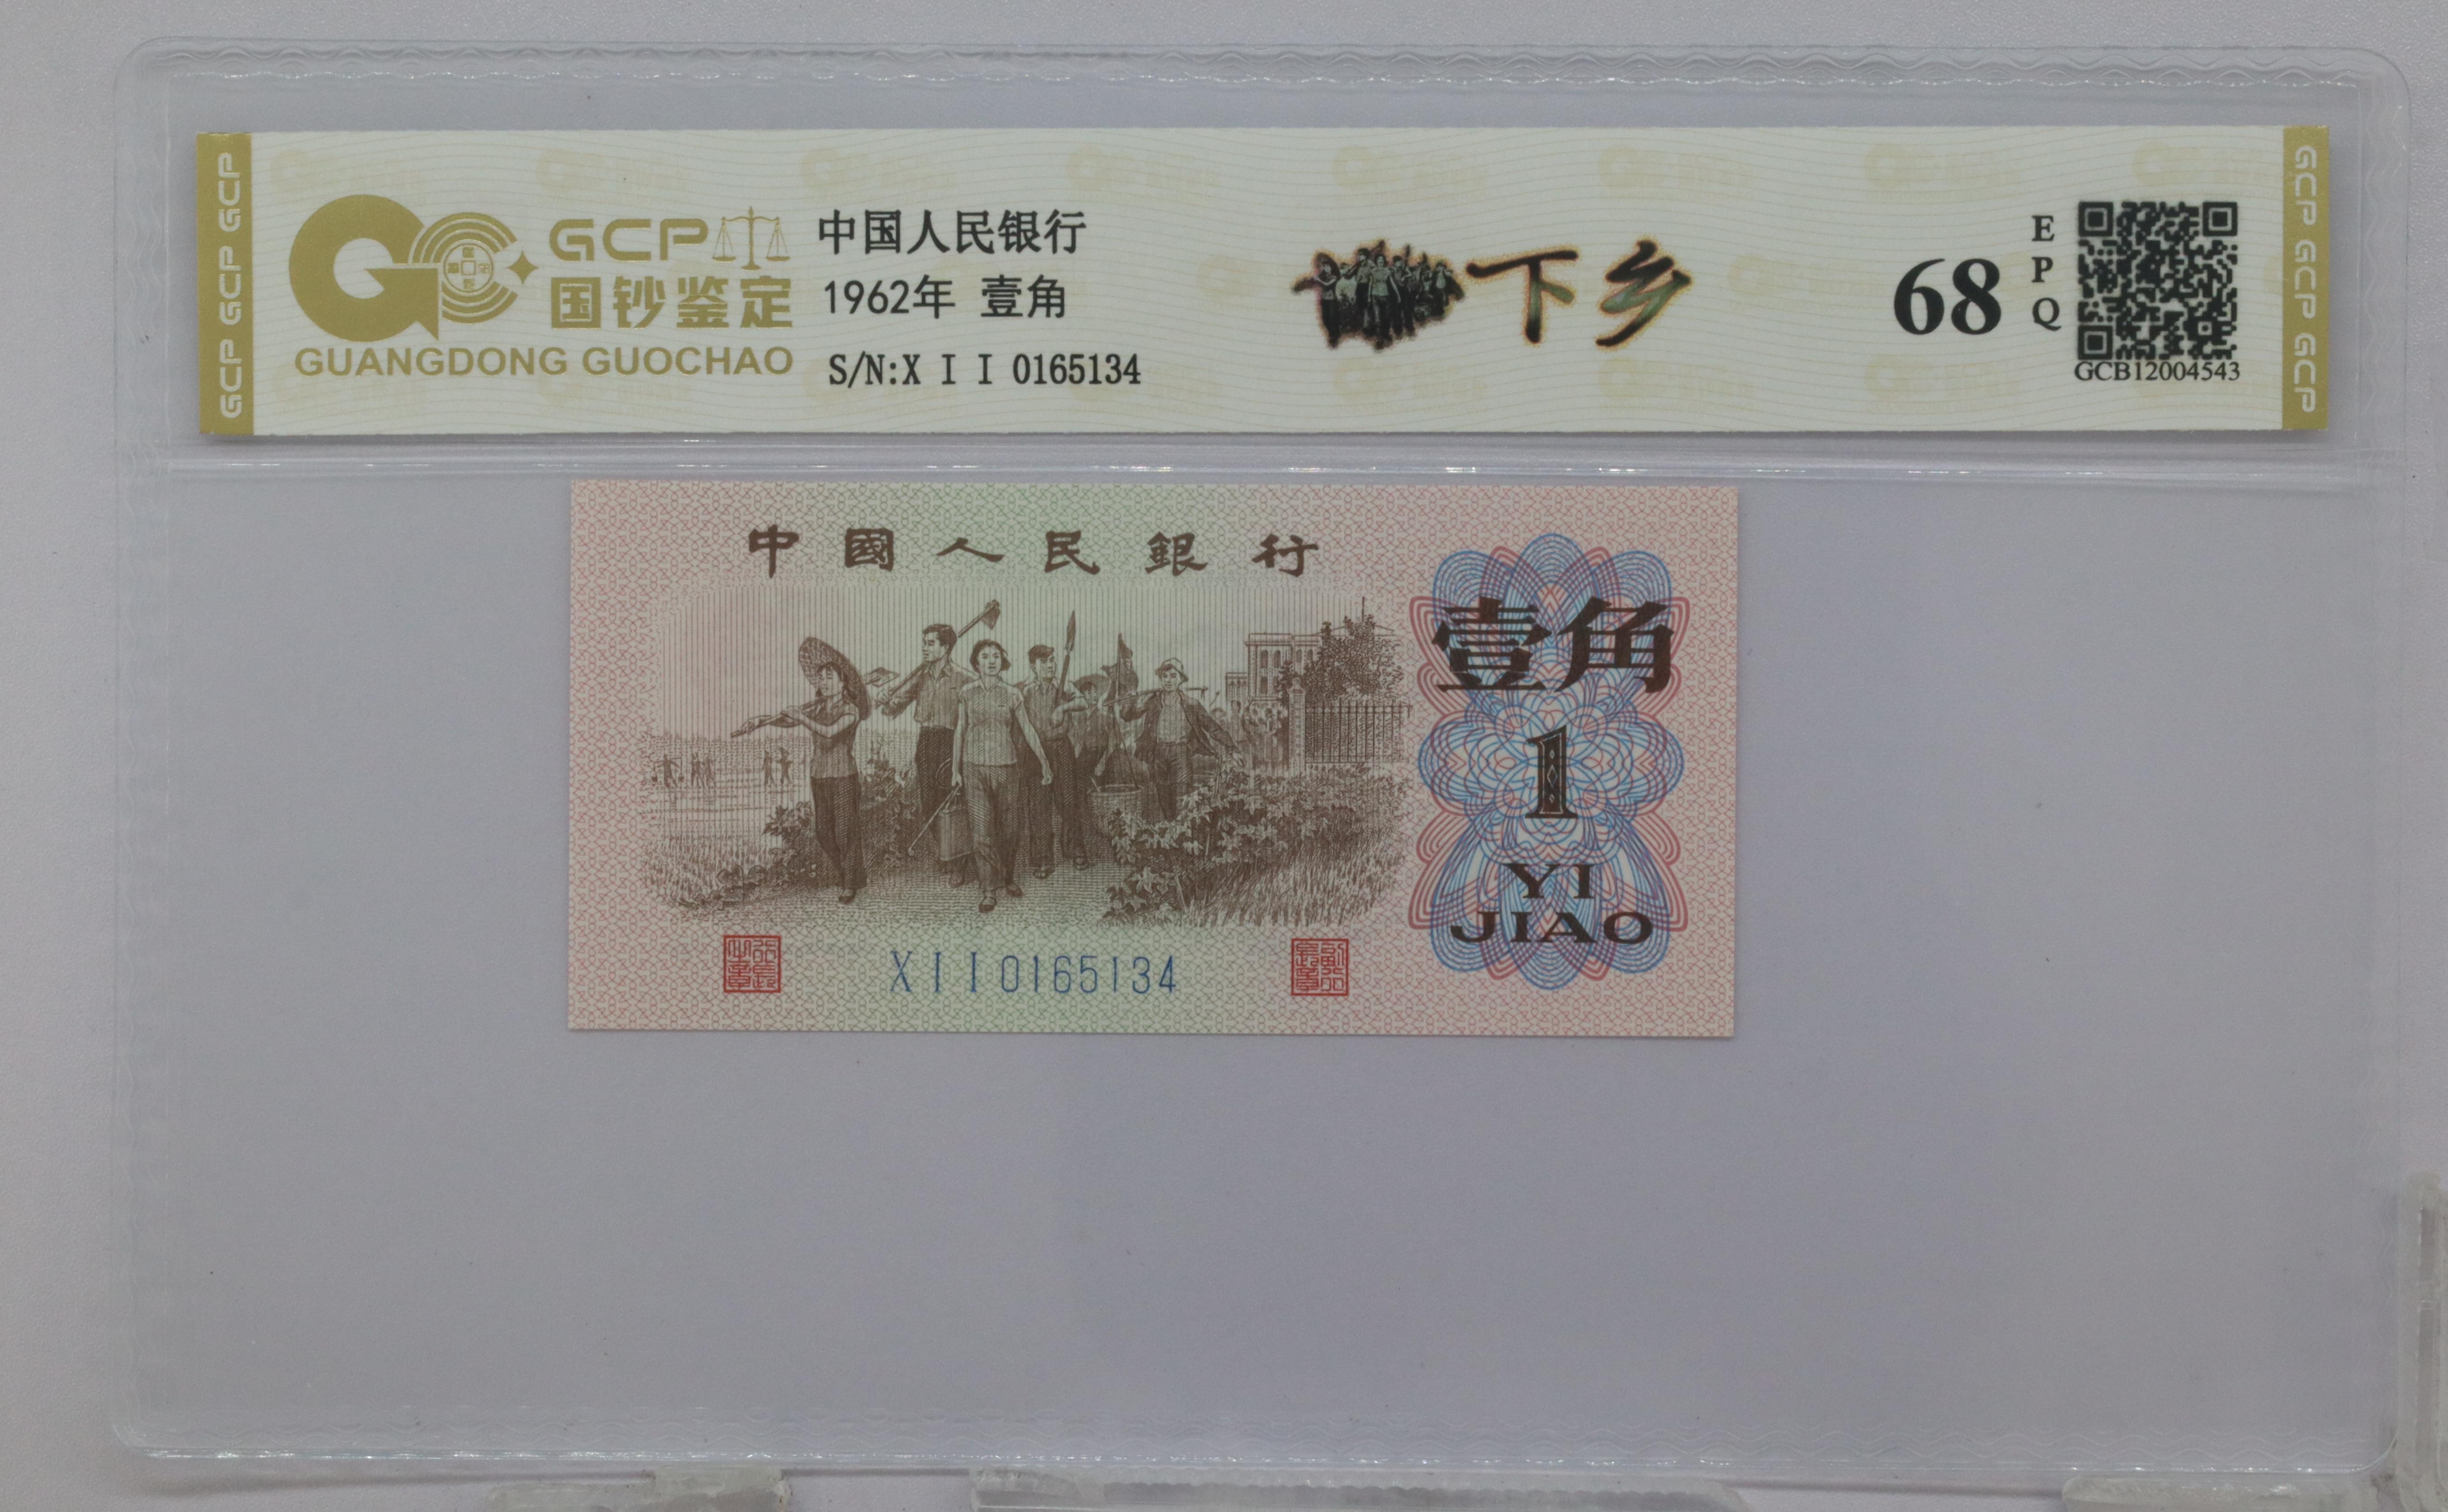 GCP GCP GCP
GCP
国钞鉴定
GUANGDONG GUOCHAO
中国人民银行
1962年 壹角
S/N:X I I 0165134
下乡
68
EPQ
GCB12004543
GCP GCP GCP
中國人民銀行
壹角
1
YI
JIAO
X I I 0165134